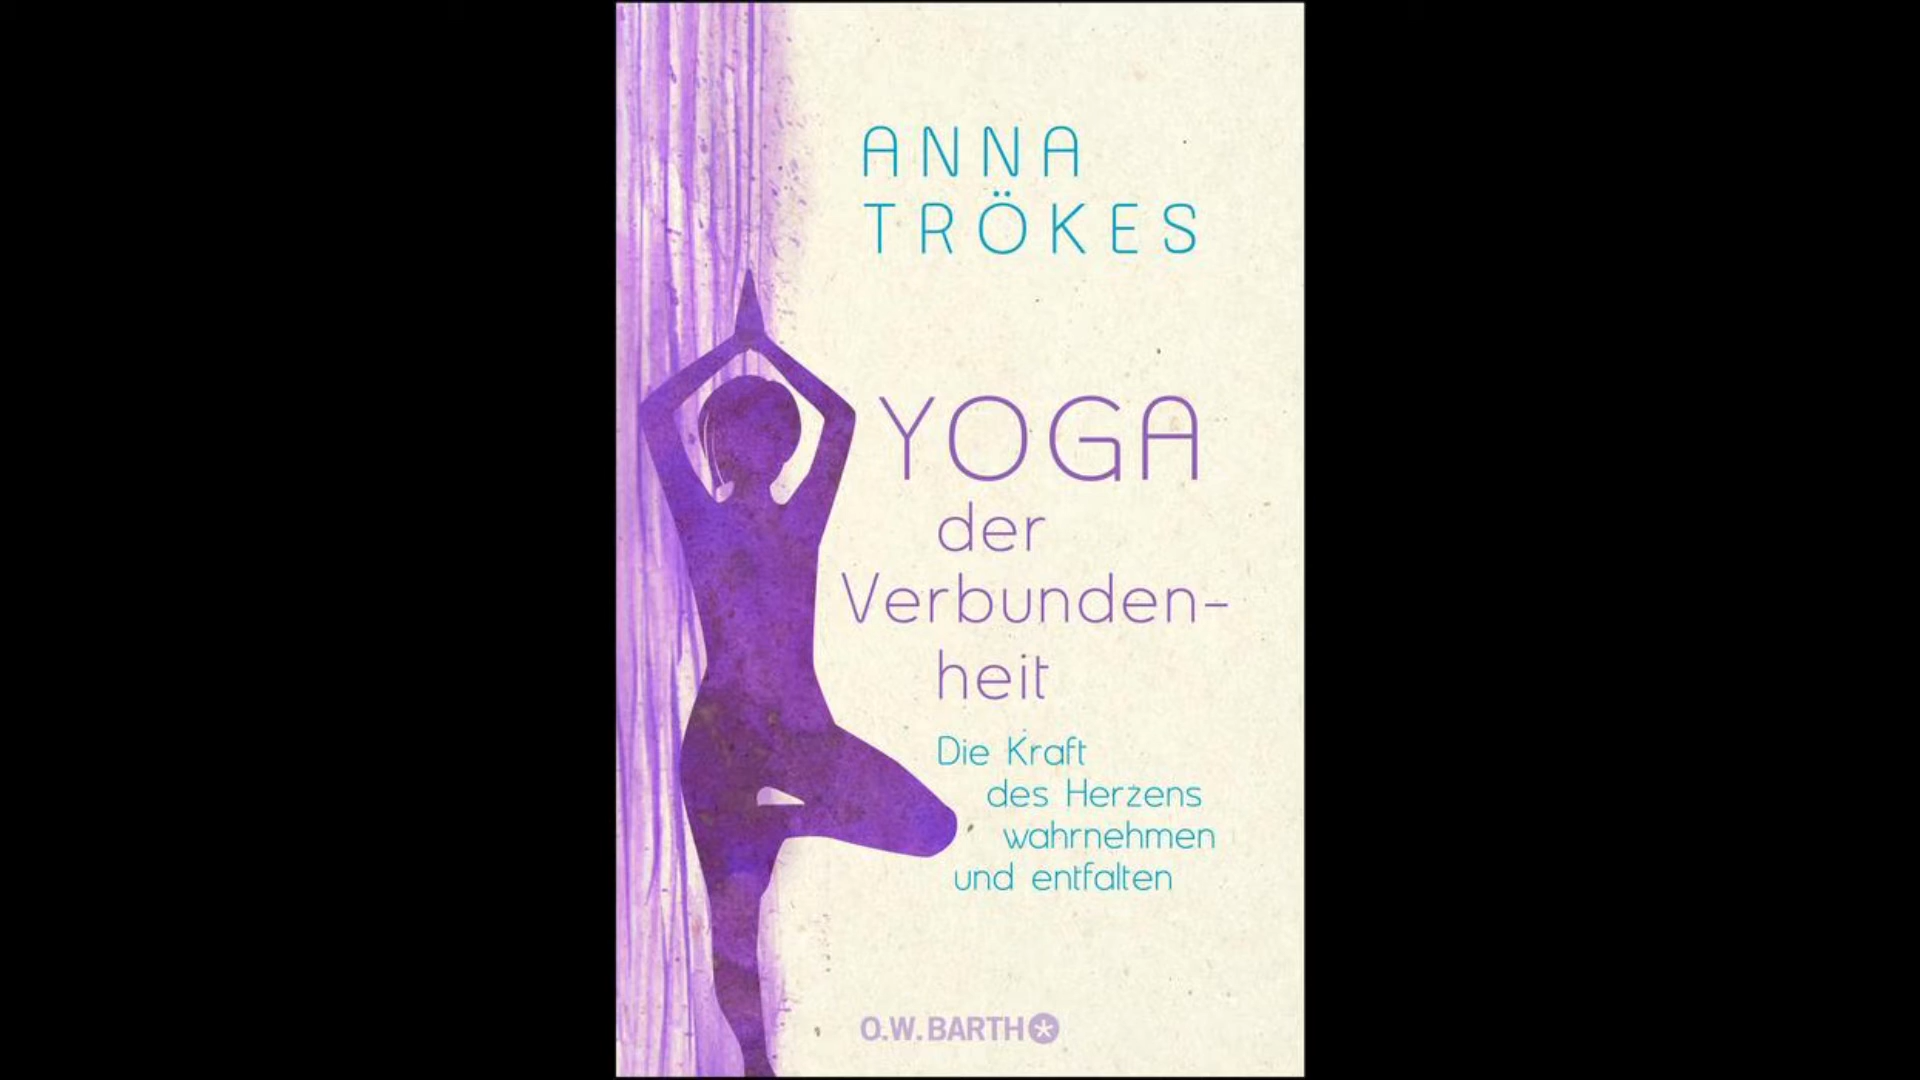 ANNA
TRÖKES
YOGA
der
Verbunden-
heit
Die Kraft
des Herzens
wahrnehmen
und entfalten
O.W. BARTH